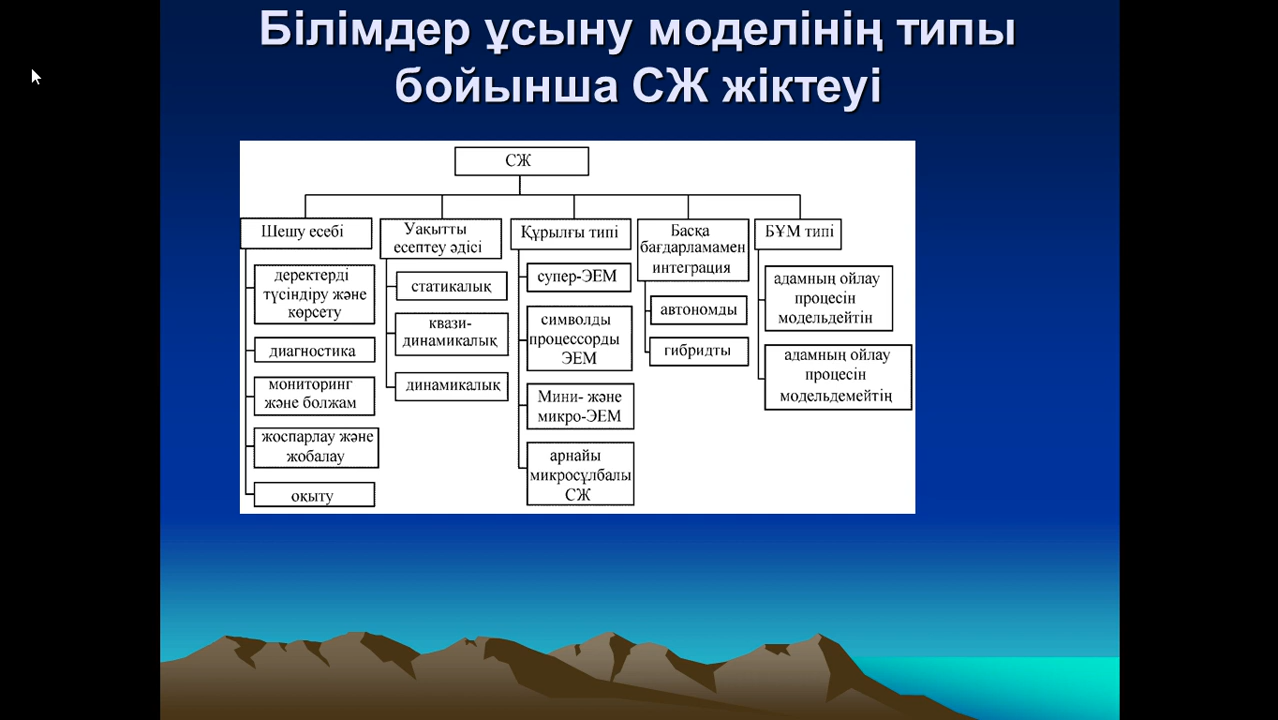 Білімдер ұсыну моделінің типы
бойынша СЖ жіктеуі
СЖ
Шешу есебі
деректерді
түсіндіру және
көрсету
диагностика
мониторинг
және болжам
жоспарлау және
жобалау
оқыту
Уақытты
есептеу әдісі
статикалық
квази-
динамикалық
динамикалық
Құрылғы типі
супер-ЭЕМ
символды
процессорды
ЭЕМ
Мини- және
микро-ЭЕМ
арнайы
микросұлбалы
СЖ
Басқа
бағдарламамен
интеграция
автономды
гибридты
БҰМ типі
адамның ойлау
процесін
модельдейтін
адамның ойлау
процесін
модельдемейтің